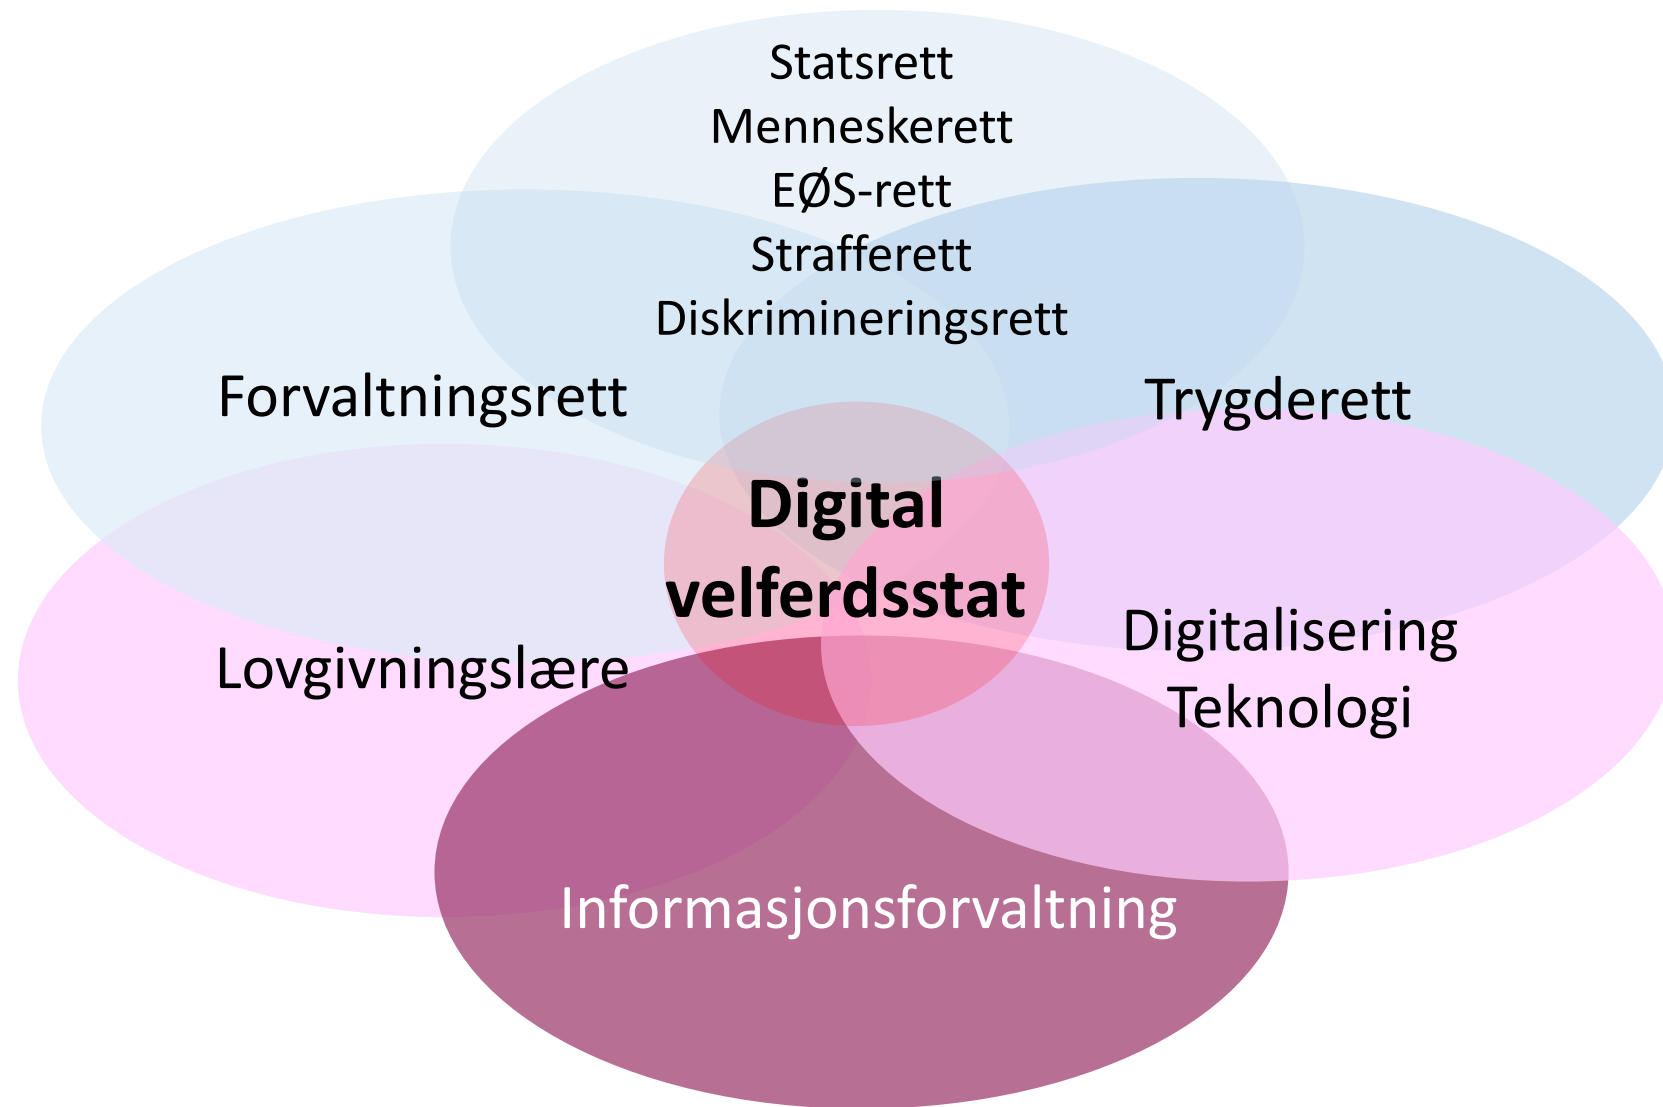 Statsrett
Menneskerett
EØS-rett
Strafferett
Diskrimineringsrett
Forvaltningsrett
Trygderett
Digital
velferdsstat
Digitalisering
Teknologi
Lovgivningslære
Informasjonsforvaltning